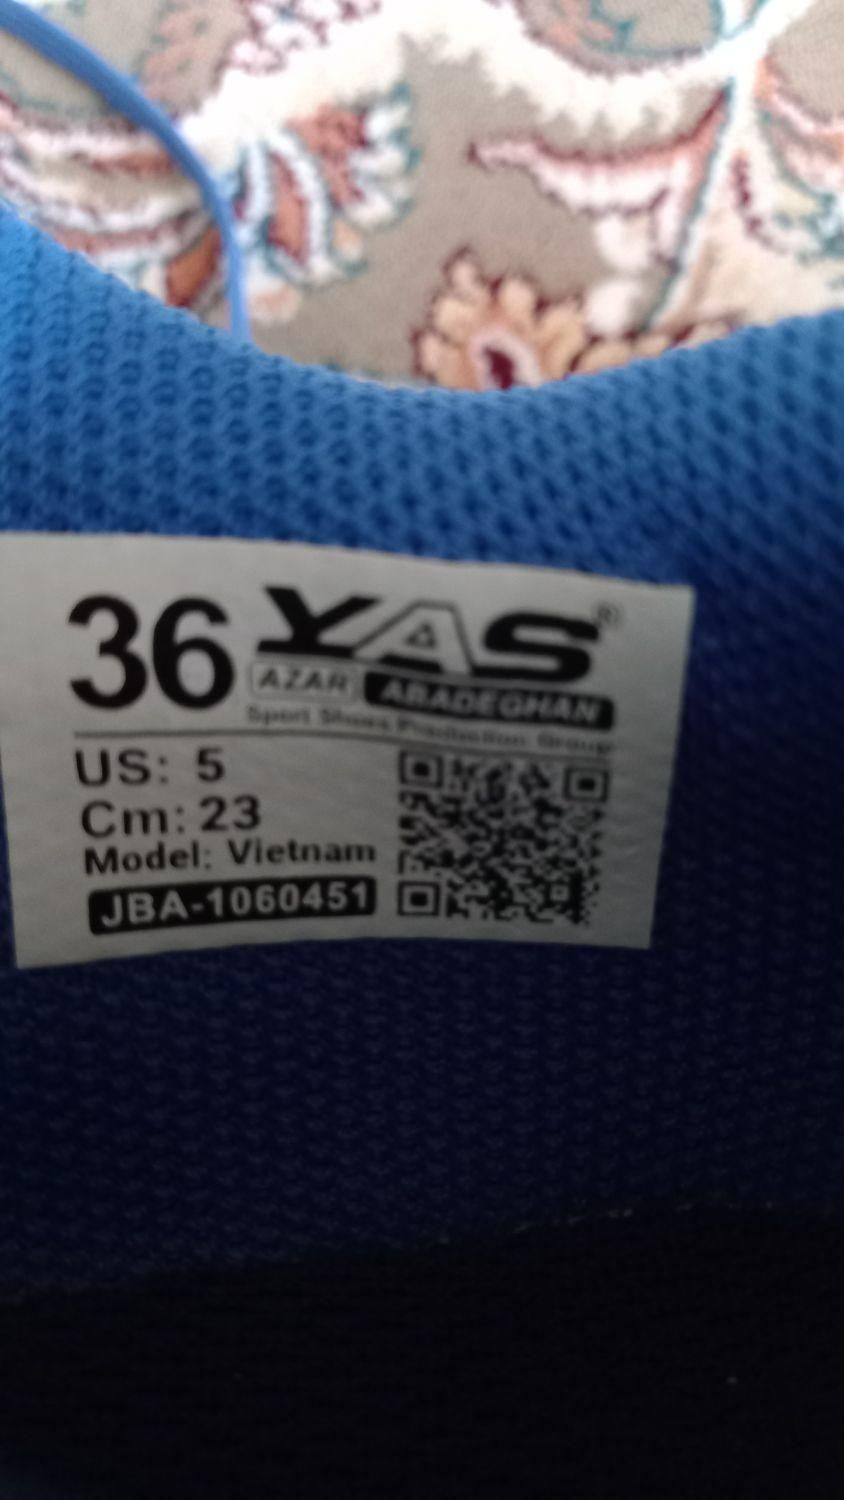 36 YAS®
AZAR ABADEGHAN
Sport Shoes Production Group
US: 5
Cm: 23
Model: Vietnam
JBA-1060451